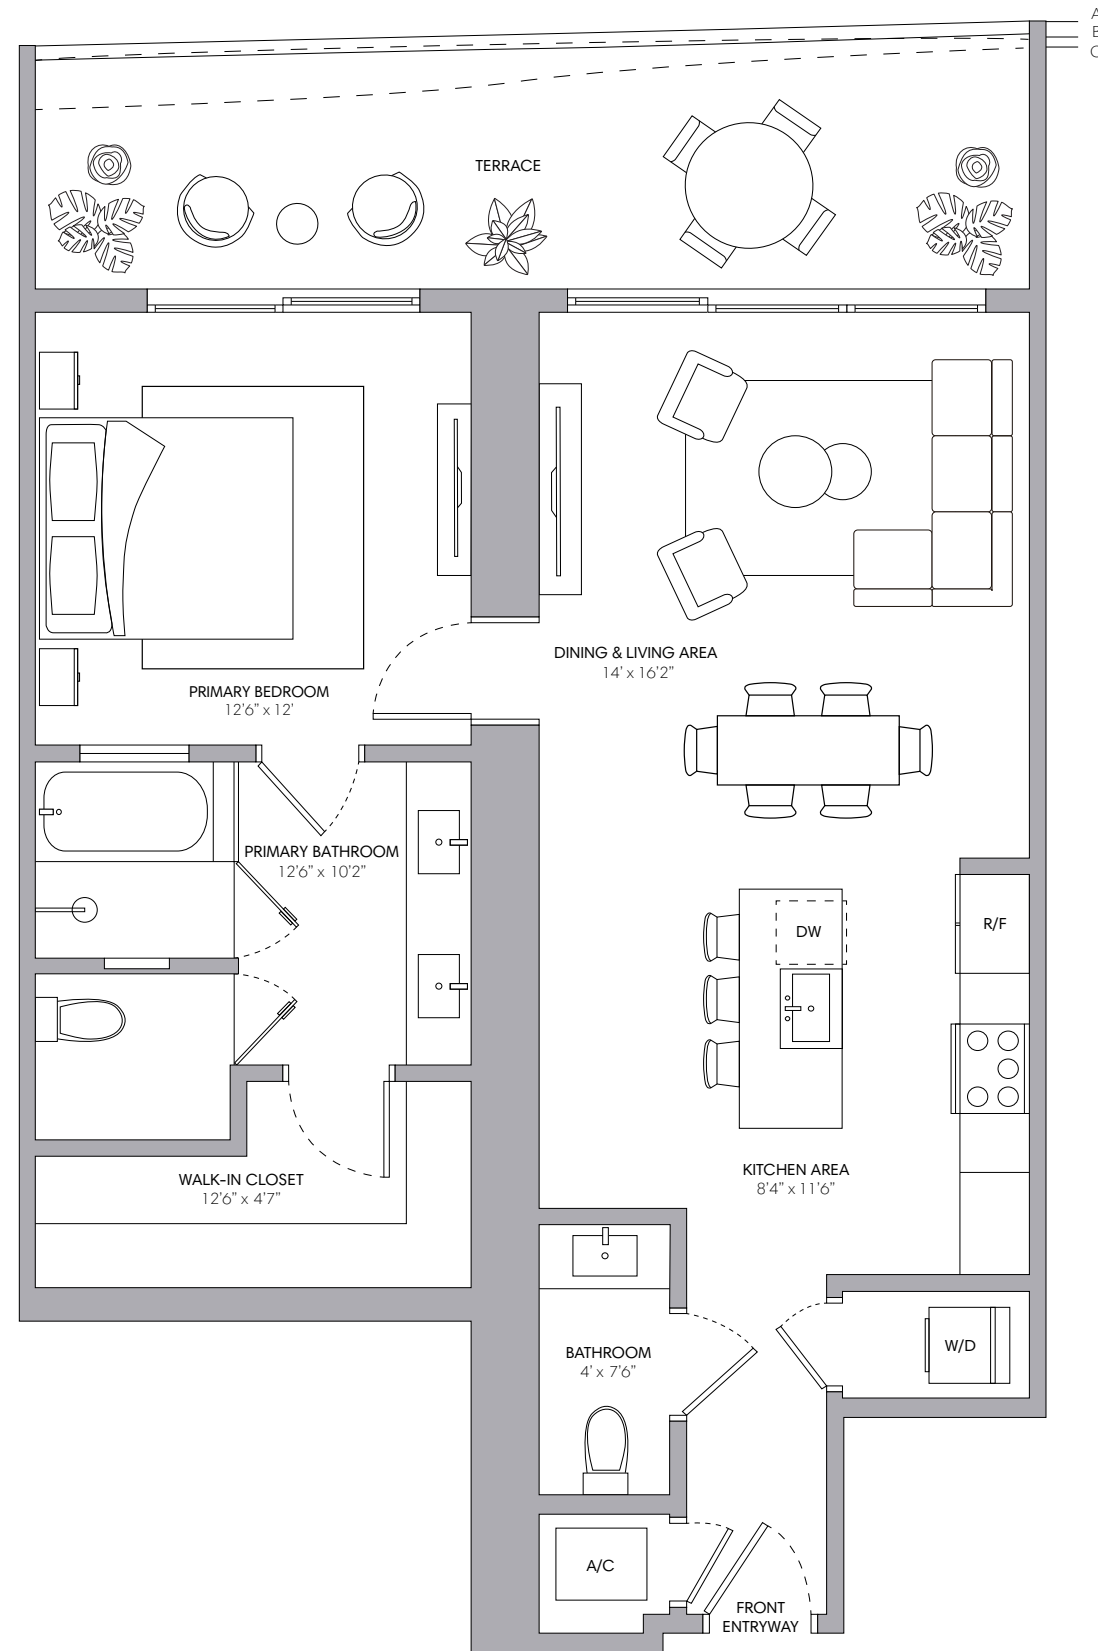 A
B
TERRACE
DINING & LIVING AREA
14' x 16'2"
PRIMARY BEDROOM
12'6" x 12'
PRIMARY BATHROOM
12'6" x 10'2"
DW
R/F
KITCHEN AREA
8'4" x 11'6"
WALK-IN CLOSET
12'6" x 4'7"
BATHROOM
4' x 7'6"
W/D
A/C
FRONT
ENTRYWAY